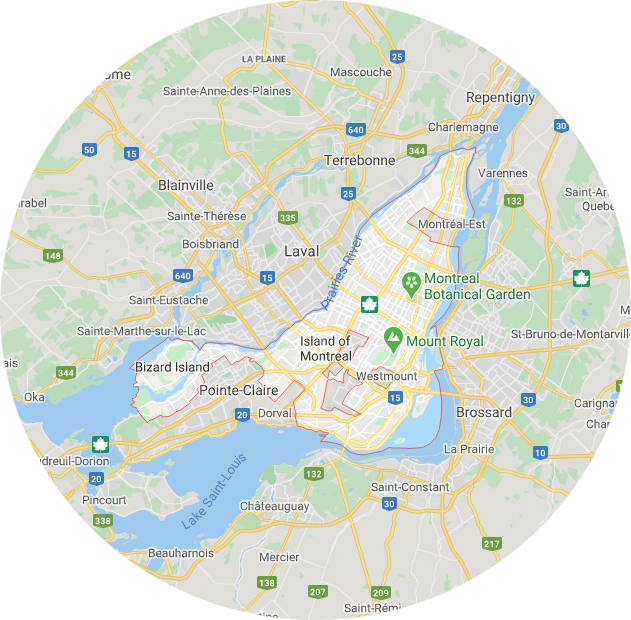 25
LA PLAINE
ome
Mascouche
Sainte-Anne-des-Plaines
Repentigny
640
Charlemagne
30
50
15
344
Terrebonne
Varennes
Blainville
25
132
Saint-Ar
Quebe
rabel
Sainte-Thérèse
335
Montréal-Est
Boisbriand
Laval
148
640
15
Prairies River
Montreal
Botanical Garden
Saint-Eustache
Sainte-Marthe-sur-le-Lac
Island of
Montreal
Mount Royal
St-Bruno-de-Montarvill
ais
344
Bizard Island
Westmount
Oka
Pointe-Claire
15
30
Carigna
20
Dorval
Brossard
Char
udreuil-Dorion
La Prairie
10
20
Lake Saint-Louis
132
Saint-Constant
Pincourt
Châteauguay
30
338
217
Beauharnois
Mercier
138
207
209
Saint-Rémi